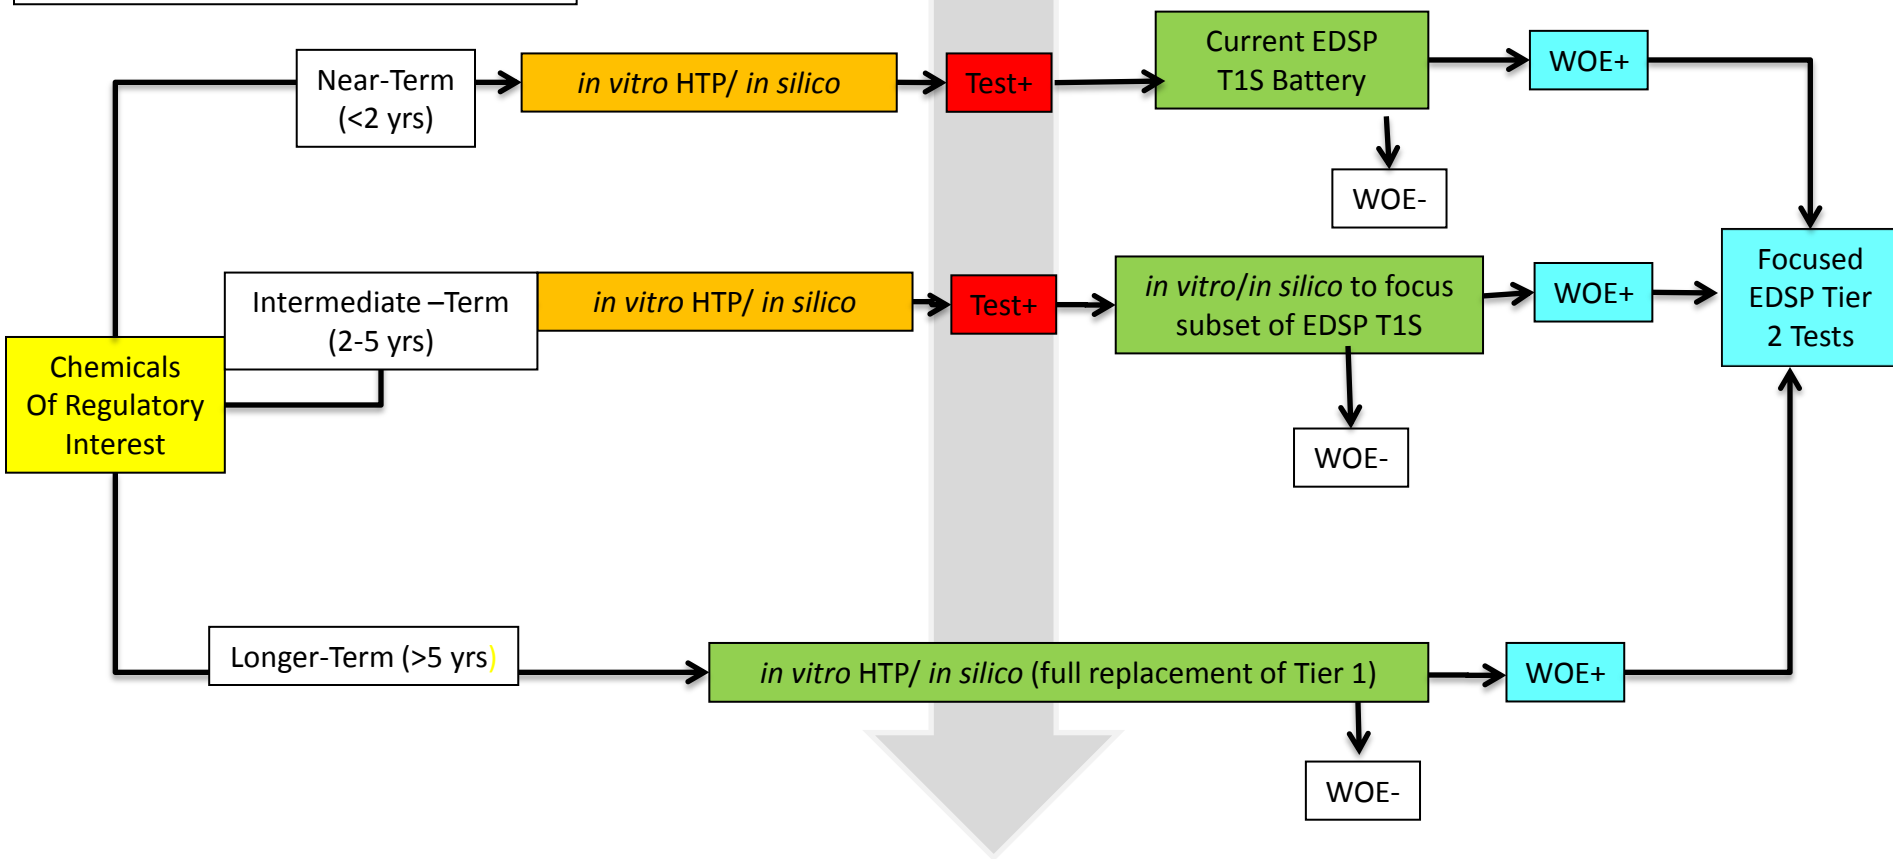 Near-Term
(<2 yrs)
in vitro HTP/ in silico
Test+
Current EDSP
T1S Battery
WOE+
WOE-
Intermediate –Term
(2-5 yrs)
in vitro HTP/ in silico
Test+
in vitro/in silico to focus
subset of EDSP T1S
WOE+
WOE-
Focused
EDSP Tier
2 Tests
Chemicals
Of Regulatory
Interest
Longer-Term (>5 yrs)
in vitro HTP/ in silico (full replacement of Tier 1)
WOE+
WOE-